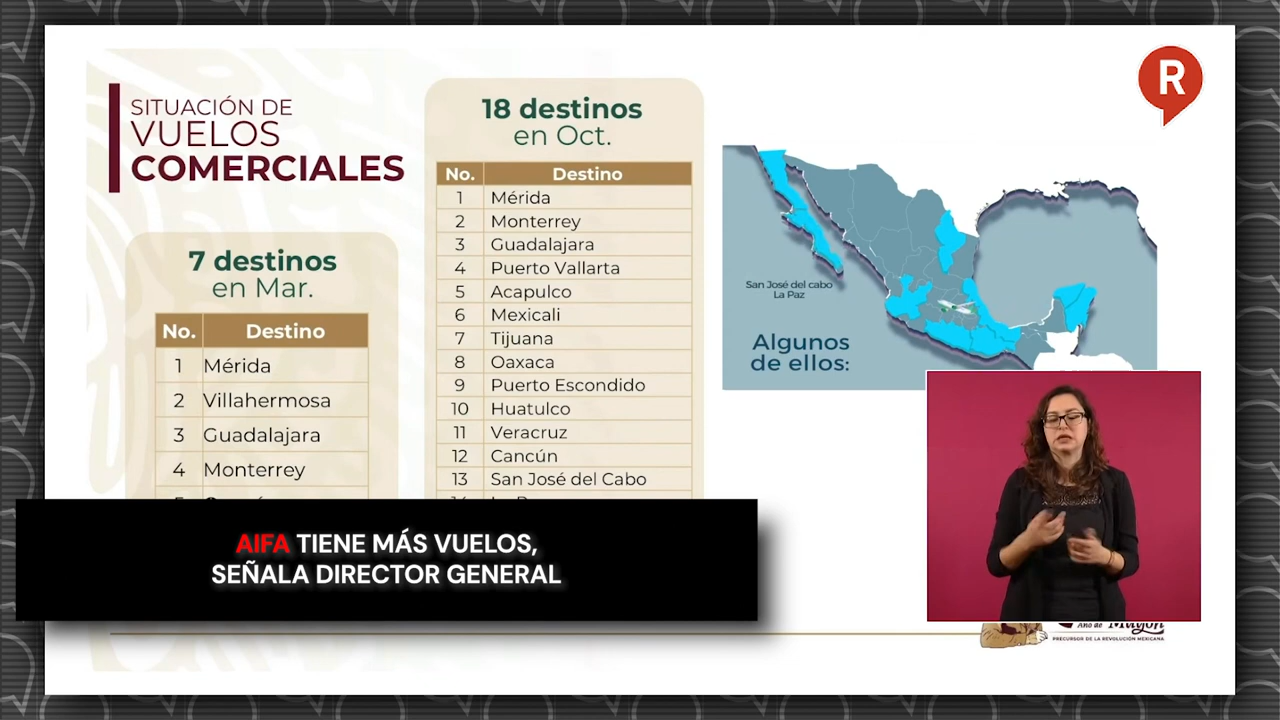 SITUACIÓN DE
VUELOS
COMERCIALES
7 destinos
en Mar.
No. Destino
1 Mérida
2 Villahermosa
3 Guadalajara
4 Monterrey
18 destinos
en Oct.
No. Destino
1 Mérida
2 Monterrey
3 Guadalajara
4 Puerto Vallarta
5 Acapulco
6 Mexicali
7 Tijuana
8 Oaxaca
9 Puerto Escondido
10 Huatulco
11 Veracruz
12 Cancún
13 San José del Cabo
R
San José del cabo
La Paz
Algunos
de ellos:
AIFA TIENE MÁS VUELOS,
SEÑALA DIRECTOR GENERAL
Año de Magón
PRECURSOR DE LA REVOLUCIÓN MEXICANA